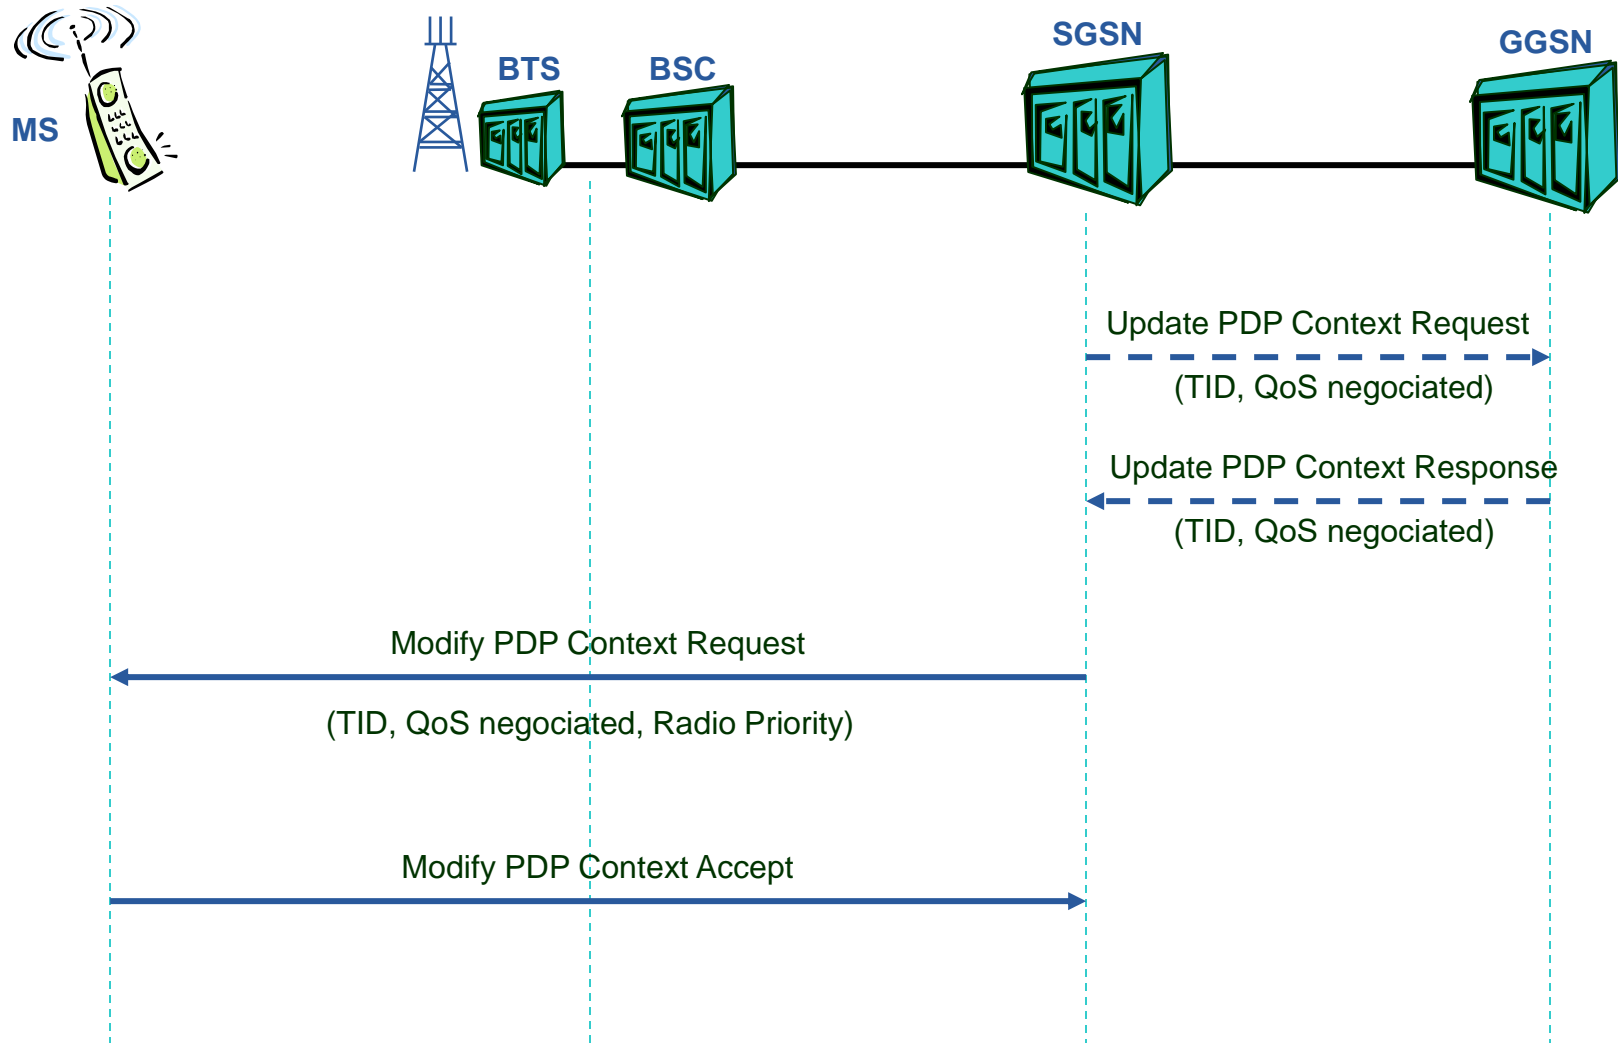 SGSN
GGSN
BTS
BSC
MS
Update PDP Context Request
(TID, QoS negociated)
Update PDP Context Response
(TID, QoS negociated)
Modify PDP Context Request
(TID, QoS negociated, Radio Priority)
Modify PDP Context Accept